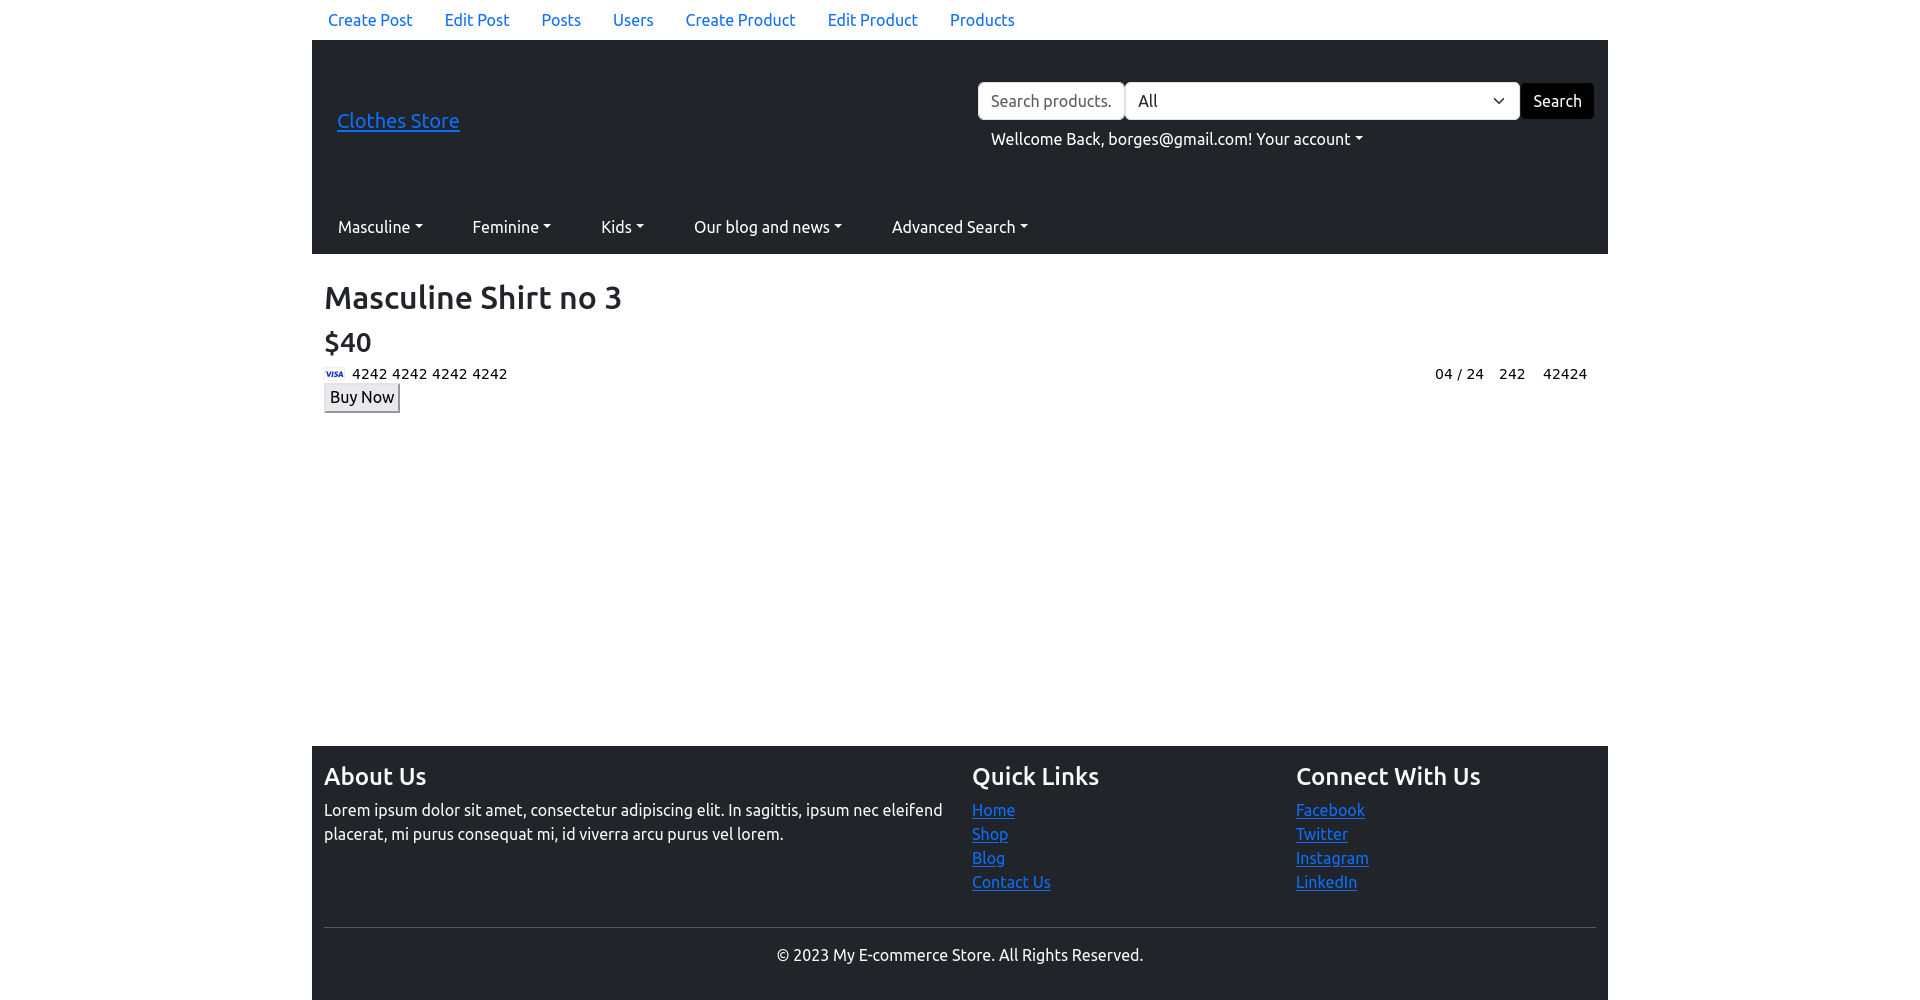 Create Post Edit Post Posts Users Create Product Edit Product Products
Search products. All Search
Clothes Store
Wellcome Back, borges@gmail.com! Your account
Masculine Feminine Kids Our blog and news Advanced Search
Masculine Shirt no 3
$40
VISA 4242 4242 4242 4242 04 / 24 242 42424
Buy Now
About Us
Lorem ipsum dolor sit amet, consectetur adipiscing elit. In sagittis, ipsum nec eleifend
placerat, mi purus consequat mi, id viverra arcu purus vel lorem.
Quick Links
Home
Shop
Blog
Contact Us
Connect With Us
Facebook
Twitter
Instagram
LinkedIn
© 2023 My E-commerce Store. All Rights Reserved.